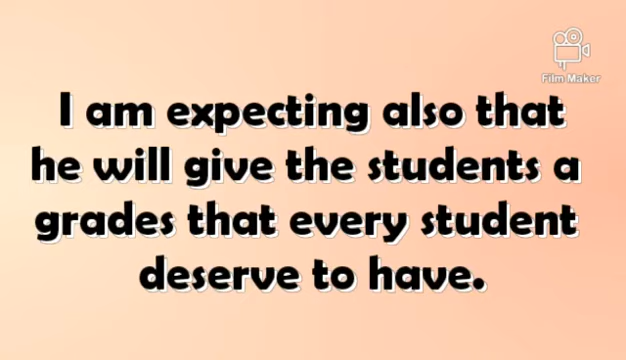 Film Maker
I am expecting also that
he will give the students a
grades that every student
deserve to have.